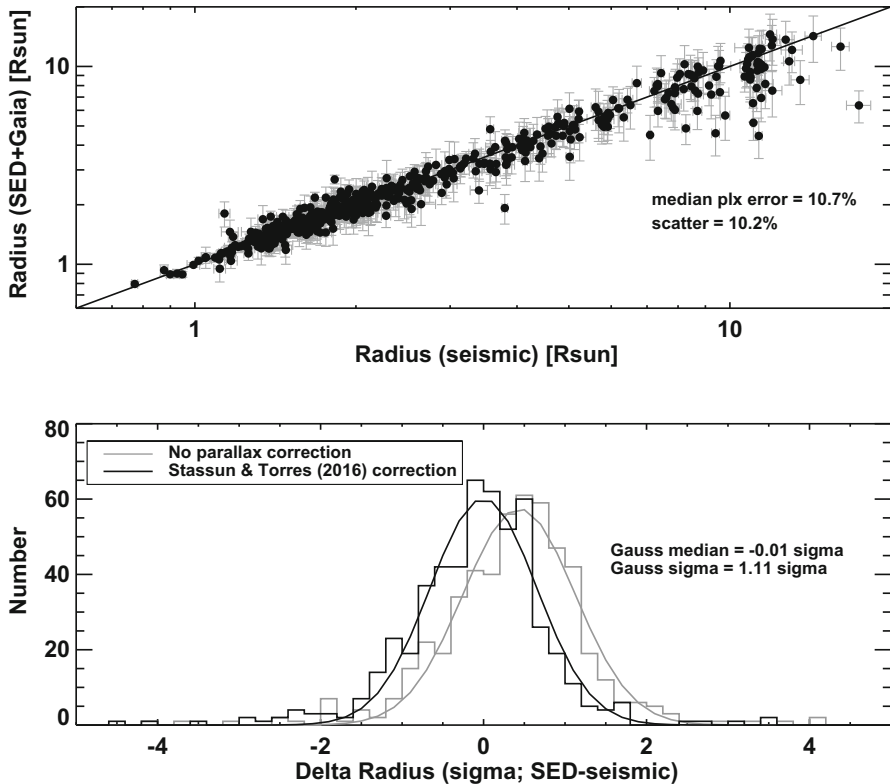 10
1
Radius (SED+Gaia) [Rsun]
median plx error = 10.7%
scatter = 10.2%
1
10
Radius (seismic) [Rsun]
80
60
40
20
0
Number
No parallax correction
Stassun & Torres (2016) correction
Gauss median = -0.01 sigma
Gauss sigma = 1.11 sigma
-4
-2
0
2
4
Delta Radius (sigma; SED-seismic)